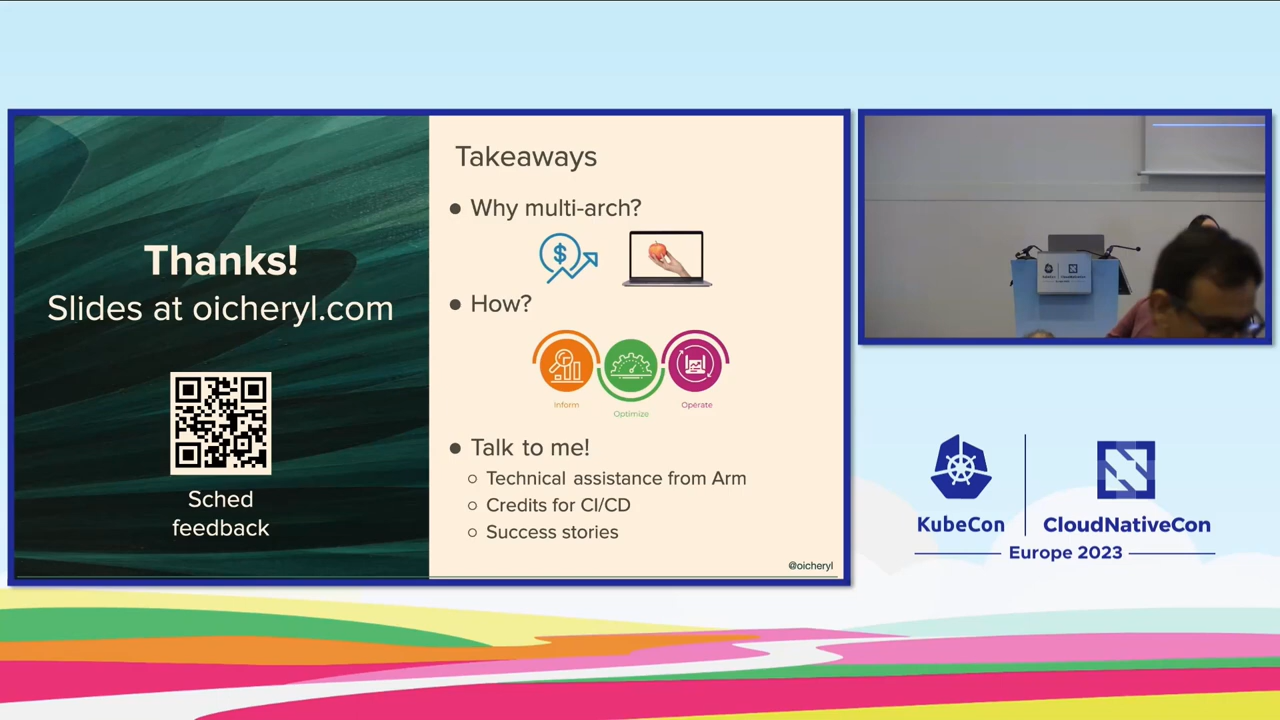 Thanks!
Slides at oicheryl.com
Sched
feedback
Takeaways
● Why multi-arch?
● How?
Inform
Optimize
Operate
● Talk to me!
○ Technical assistance from Arm
○ Credits for CI/CD
○ Success stories
@oicheryl
KubeCon
CloudNativeCon
Europe 2023